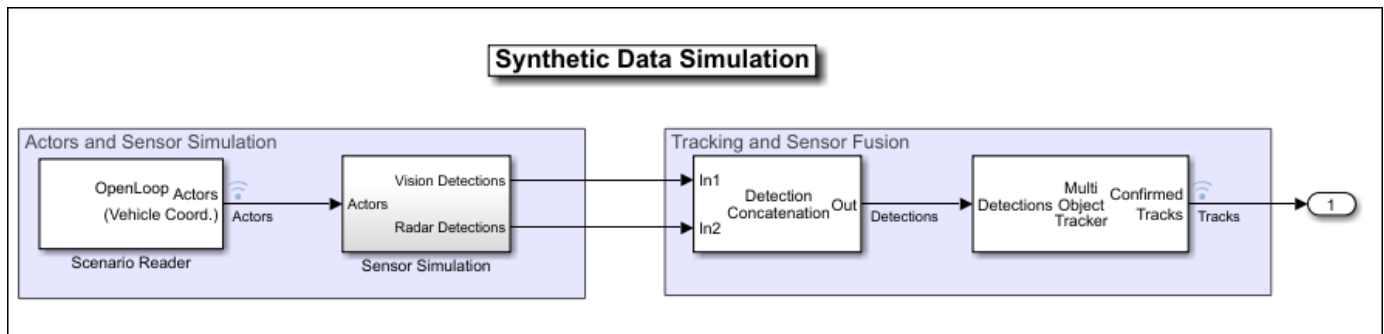 Synthetic Data Simulation
Actors and Sensor Simulation
OpenLoop
(Vehicle Coord.)
Actors
Actors
Scenario Reader
Actors
Vision Detections
Radar Detections
Sensor Simulation
Tracking and Sensor Fusion
In1
In2
Detection
Concatenation
Out
Detections
Detections
Multi
Object
Tracker
Confirmed
Tracks
Tracks
1